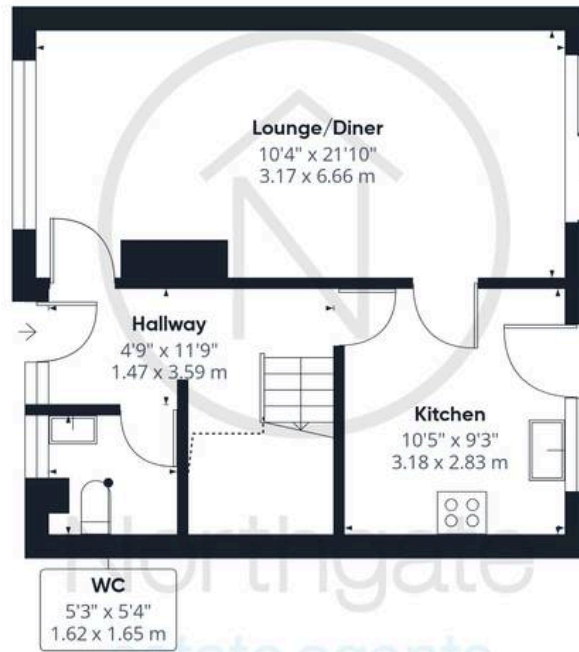 Lounge/Diner
10'4" x 21'10"
3.17 x 6.66 m
Hallway
4'9" x 11'9"
1.47 x 3.59 m
Kitchen
10'5" x 9'3"
3.18 x 2.83 m
Northgate
WC
5'3" x 5'4"
1.62 x 1.65 m
estate agents